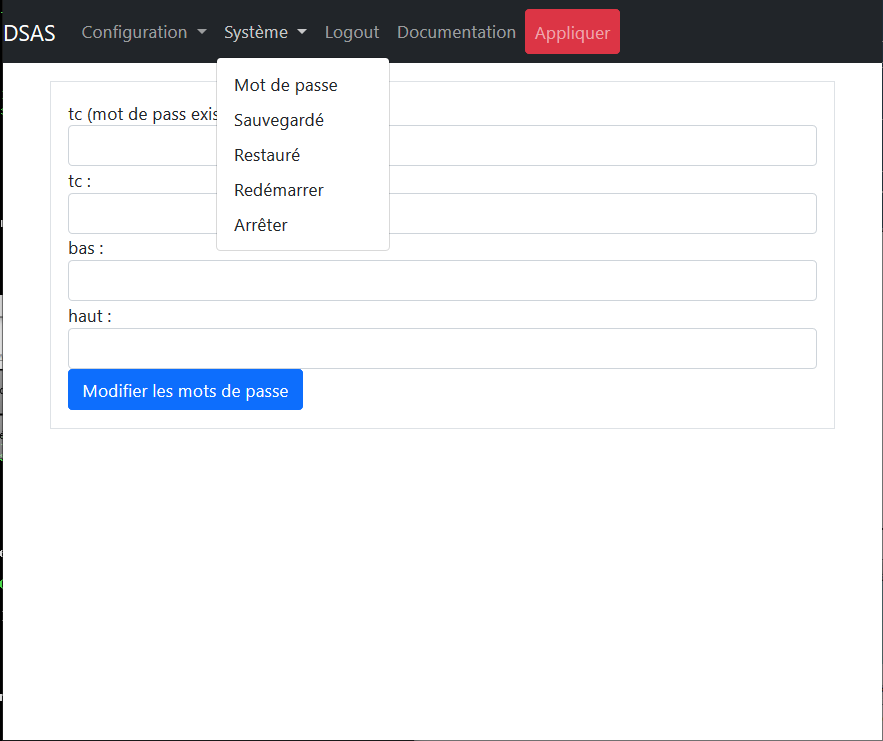 DSAS Configuration Système Logout Documentation Appliquer
Mot de passe
Sauvegardé
Restauré
Redémarrer
Arrêter
tc (mot de pass exis
tc :
bas :
haut :
Modifier les mots de passe